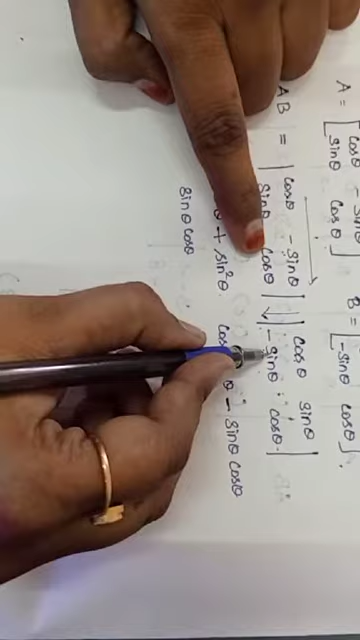 A = [cosθ -sinθ
sinθ cosθ], B = [
-sinθ cosθ].
AB = |cosθ -sinθ| |cosθ sinθ|
|sinθ cosθ| |-sinθ cosθ|
θ + sin²θ cosθ - sinθ cosθ
sinθ cosθ